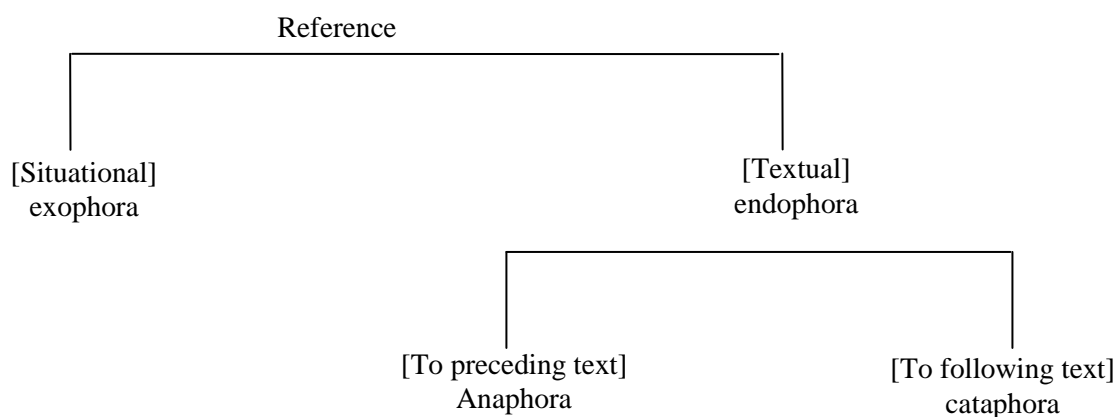 Reference
[Situational]
exophora
[Textual]
endophora
[To preceding text]
Anaphora
[To following text]
cataphora